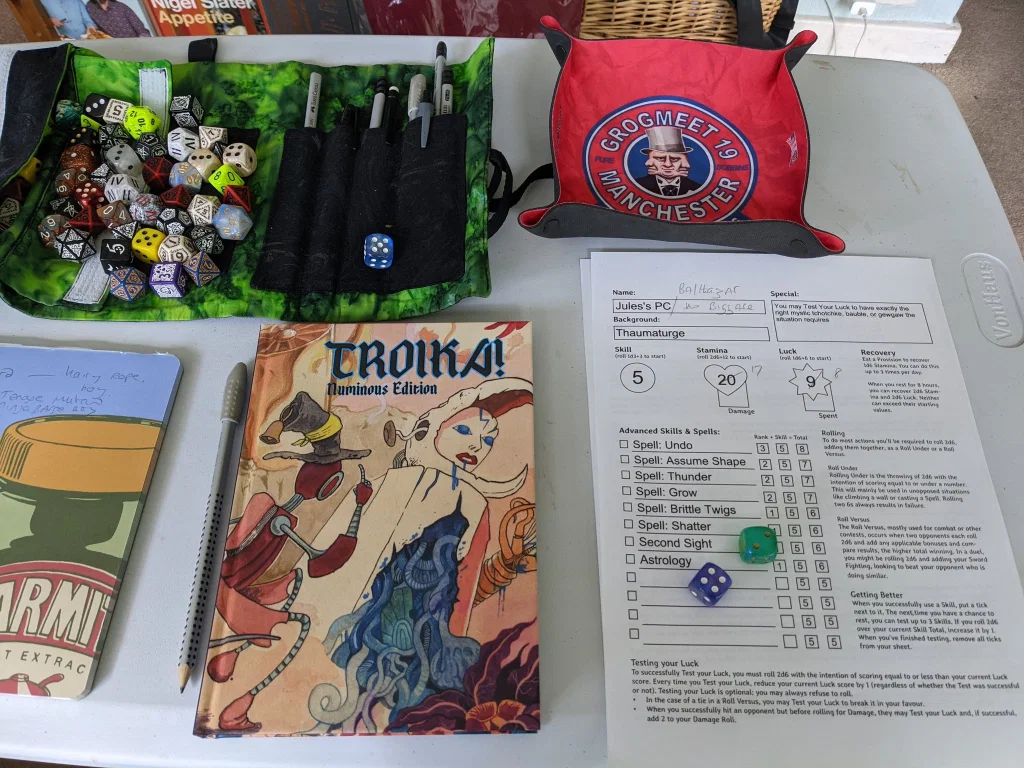 Nigel Slater
Appetite
GROGMEET 19
PURE
MANCHESTER
VonHaus
hairy rope,
TROIKA!
Numinous Edition
ARMI
T EXTRAC
Name:
Balthazar
Jules's PC
Special:
You may Test Your Luck to have exactly the
right mystic tchotchke, bauble, or gewgaw the
situation requires
Background:
Thaumaturge
Skill
(roll 1d3+3 to start)
5
Stamina
(roll 2d6+12 to start)
20
17
Damage
Luck
(roll 1d6+6 to start)
9
8
Spent
Recovery
Eat a Provision to recover
1d6 Stamina. You can do this
up to 3 times per day.
When you rest for 8 hours,
you can recover 2d6 Stam-
ina and 2d6 Luck. Neither
can exceed their starting
values.
Advanced Skills & Spells:
Rank + Skill = Total
Spell: Undo 3 5 8
Spell: Assume Shape 2 5 7
Spell: Thunder 2 5 7
Spell: Grow 2 5 7
Spell: Brittle Twigs 1 5 6
Spell: Shatter 5 6
Second Sight 5 6
Astrology 1 5 6
5 5
5 5
5 5
5 5
Rolling
To do most actions you'll be required to roll 2d6,
adding them together, as a Roll Under or a Roll
Versus.
Roll Under
Rolling Under is the throwing of 2d6 with the
intention of scoring equal to or under a number.
This will mainly be used in unopposed situations
like climbing a wall or casting a Spell. Rolling
two 6s always results in failure.
Roll Versus
The Roll Versus, mostly used for combat or other
contests, occurs when two opponents each roll
2d6 and add any applicable bonuses and com-
pare results, the higher total winning. In a duel,
you might be rolling 2d6 and adding your Sword
Fighting, looking to beat your opponent who is
doing similar.
Getting Better
When you successfully use a Skill, put a tick
next to it. The next time you have a chance to
rest, you can test up to 3 Skills. If you roll 2d6
over your current Skill Total, increase it by 1.
When you've finished testing, remove all ticks
from your sheet.
Testing your Luck
To successfully Test your Luck, you must roll 2d6 with the intention of scoring equal to or less than your current Luck
score. Every time you Test your Luck, reduce your current Luck score by 1 (regardless of whether the Test was successful
or not). Testing your Luck is optional; you may always refuse to roll.
• In the case of a tie in a Roll Versus, you may Test your Luck to break it in your favour.
• When you successfully hit an opponent but before rolling for Damage, they may Test your Luck and, if successful,
add 2 to your Damage Roll.